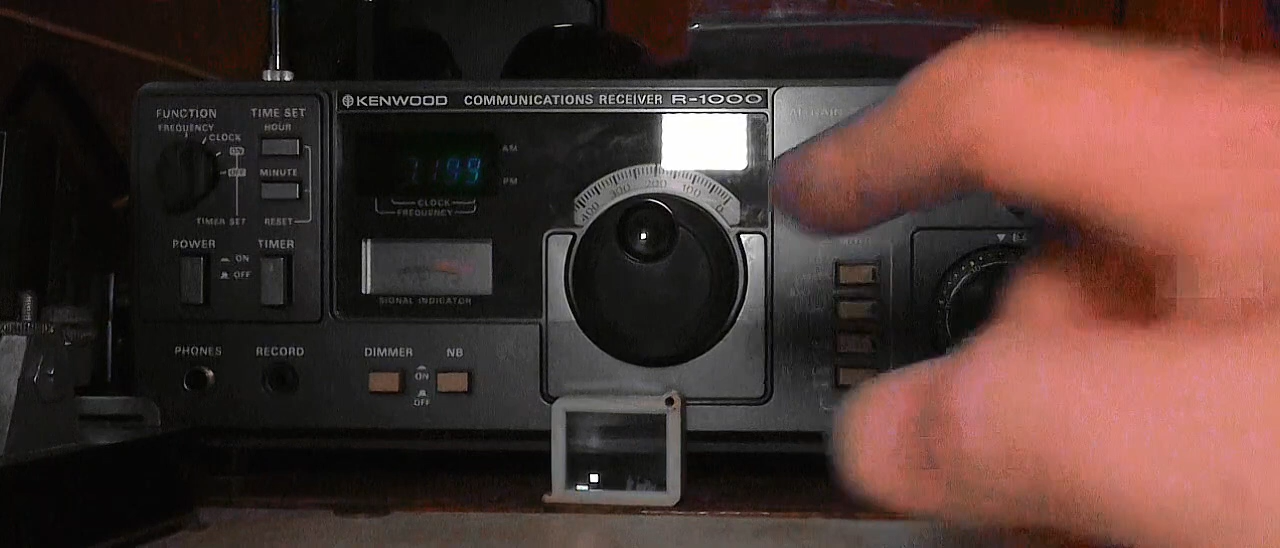 KENWOOD COMMUNICATIONS RECEIVER R-1000
FUNCTION
FREQUENCY
CLOCK
ON
OFF
TIMER SET
TIME SET
HOUR
MINUTE
RESET
AM
PM
CLOCK
FREQUENCY
400 300 200 100 0
POWER
TIMER
ON
OFF
SIGNAL INDICATOR
PHONES
RECORD
DIMMER
NB
ON
OFF